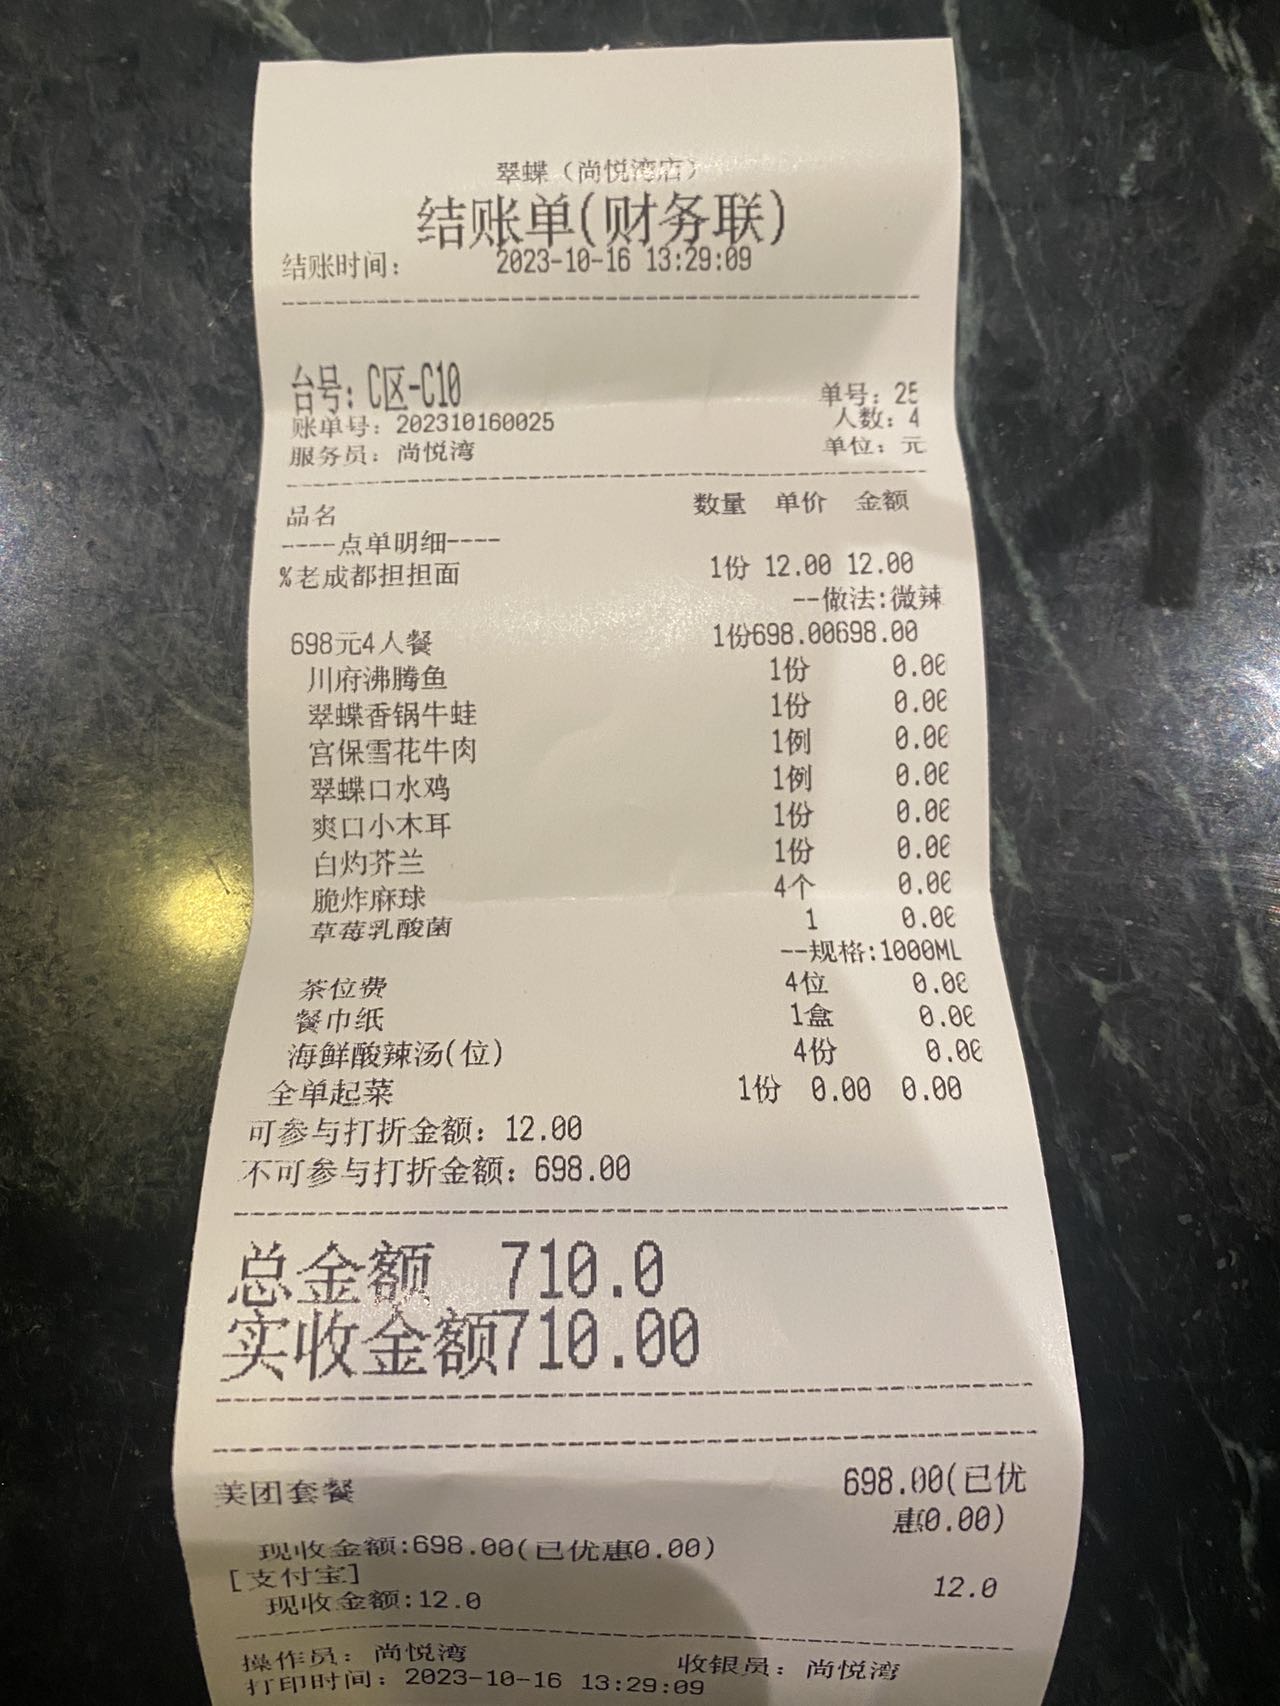 翠蝶（尚悦湾店）
结账单(财务联)
结账时间： 2023-10-16 13:29:09
台号：C区-C10 单号：25
账单号：202310160025 人数：4
服务员：尚悦湾 单位：元
品名 数量 单价 金额
----点单明细----
%老成都担担面 1份 12.00 12.00
--做法:微辣
698元4人餐 1份698.00698.00
川府沸腾鱼 1份 0.00
翠蝶香锅牛蛙 1份 0.00
宫保雪花牛肉 1例 0.00
翠蝶口水鸡 1例 0.00
爽口小木耳 1份 0.00
白灼芥兰 1份 0.00
脆炸麻球 4个 0.00
草莓乳酸菌 1 0.00
--规格:1000ML
茶位费 4位 0.00
餐巾纸 1盒 0.00
海鲜酸辣汤(位) 4份 0.00
全单起菜 1份 0.00 0.00
可参与打折金额：12.00
不可参与打折金额：698.00
总金额 710.0
实收金额710.00
美团套餐 698.00(已优
惠0.00)
现收金额:698.00(已优惠0.00)
[支付宝] 12.0
现收金额:12.0
操作员：尚悦湾 收银员：尚悦湾
打印时间：2023-10-16 13:29:09